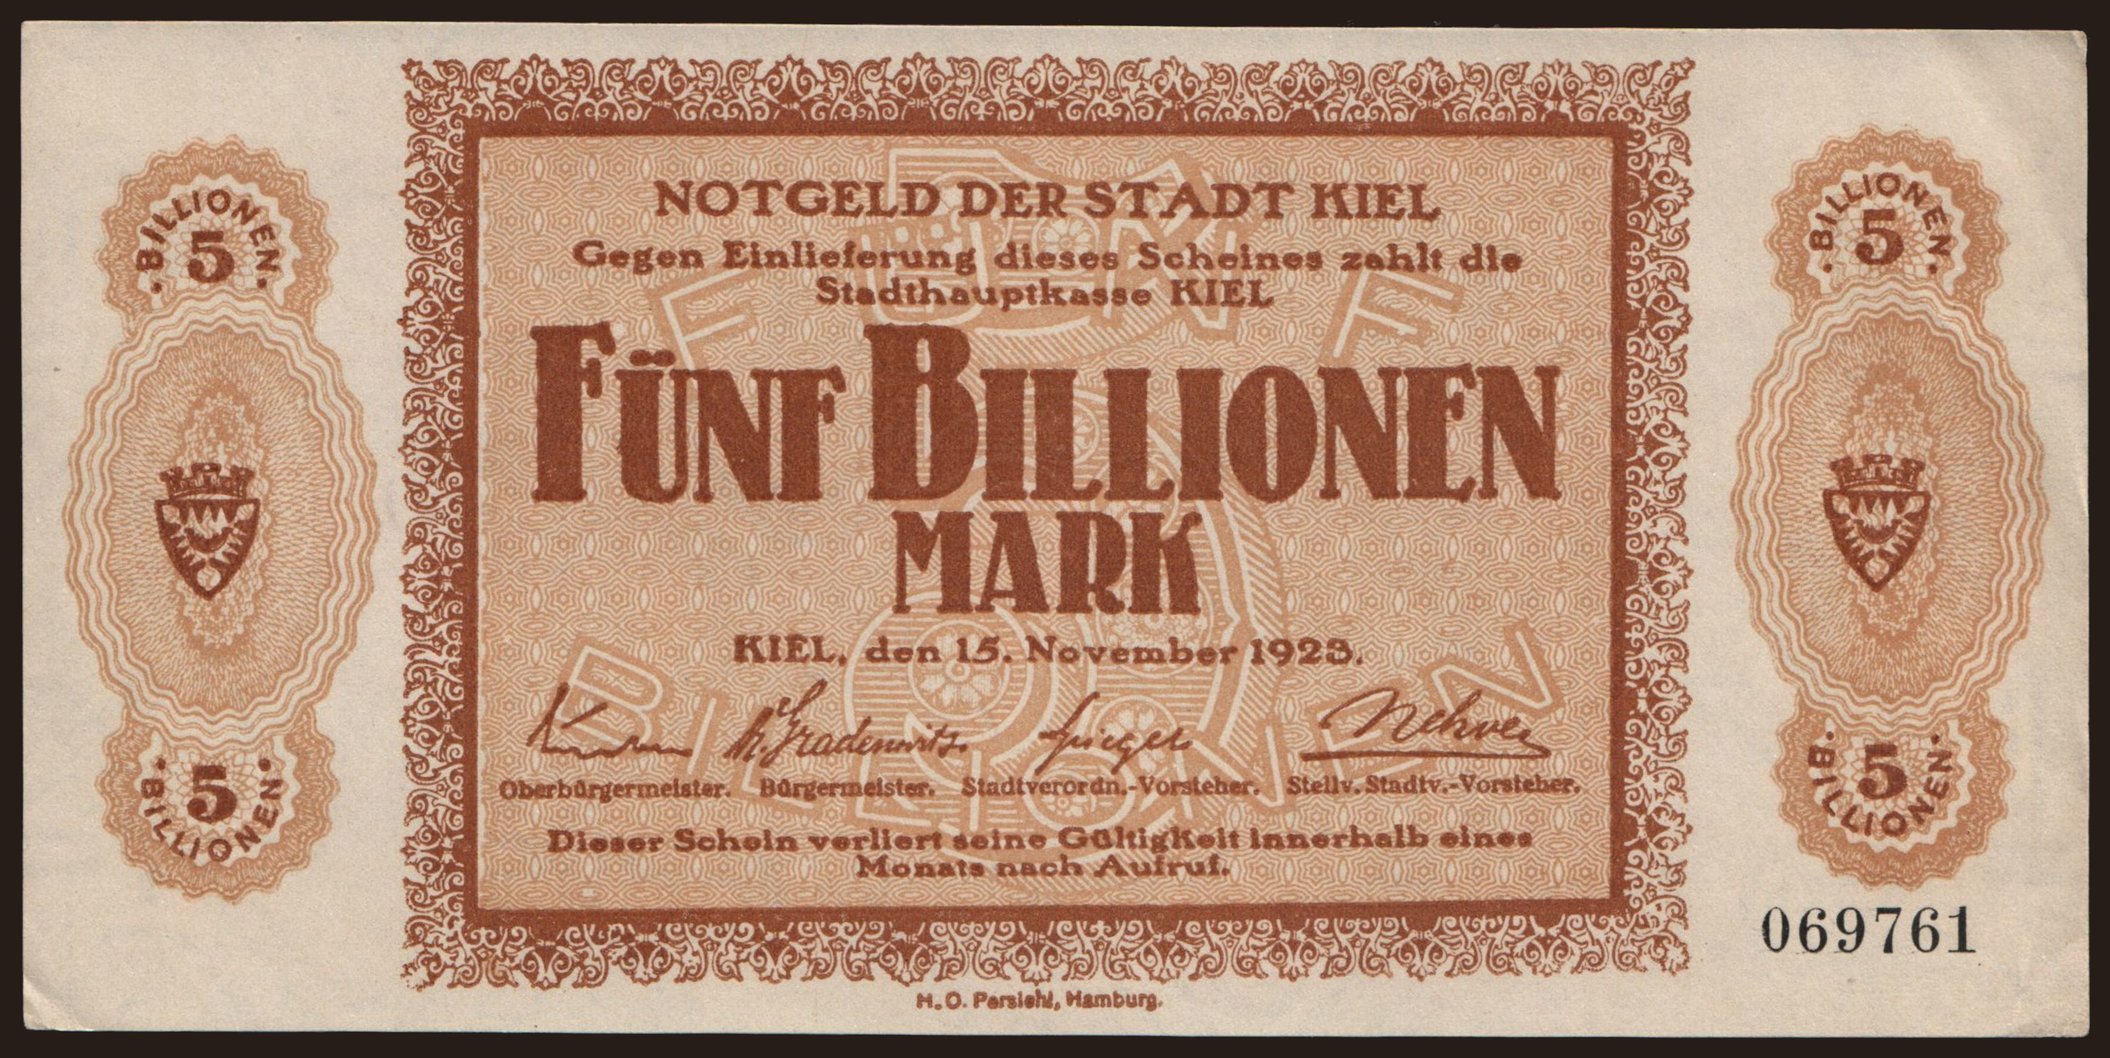 NOTGELD DER STADT KIEL
Gegen Einlieferung dieses Scheines zahlt die
Stadthauptkasse KIEL
FÜNF BILLIONEN
MARK
KIEL, den 15. November 1923.
Oberbürgermeister. Bürgermeister. Stadtverordn.-Vorsteher. Stellv. Stadtv.-Vorsteher.
Dieser Schein verliert seine Gültigkeit innerhalb eines
Monats nach Aufruf.
H. O. Persiehl, Hamburg.
· BILLIONEN ·
5
5
· BILLIONEN ·
· BILLIONEN ·
5
5
· BILLIONEN ·
069761